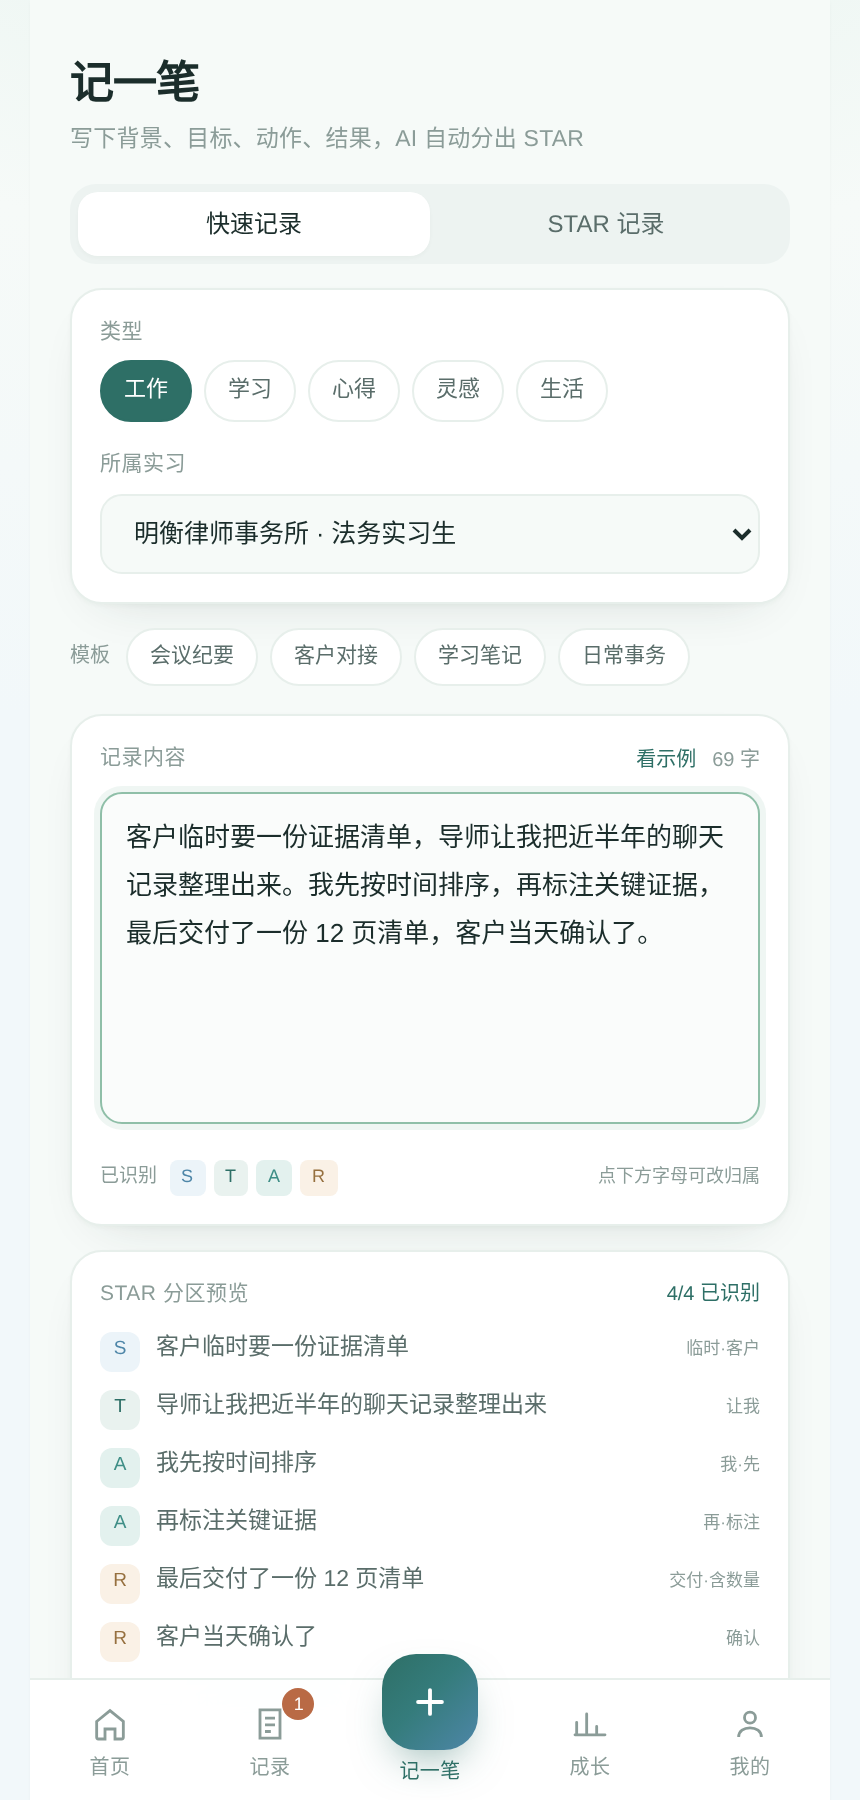 记一笔
写下背景、目标、动作、结果，AI 自动分出 STAR
快速记录
STAR 记录
类型
工作
学习
心得
灵感
生活
所属实习
明衡律师事务所 · 法务实习生
模板
会议纪要
客户对接
学习笔记
日常事务
记录内容
看示例
69 字
客户临时要一份证据清单，导师让我把近半年的聊天
记录整理出来。我先按时间排序，再标注关键证据，
最后交付了一份 12 页清单，客户当天确认了。
已识别
S
T
A
R
点下方字母可改归属
STAR 分区预览
4/4 已识别
S
客户临时要一份证据清单
临时·客户
T
导师让我把近半年的聊天记录整理出来
让我
A
我先按时间排序
我·先
A
再标注关键证据
再·标注
R
最后交付了一份 12 页清单
交付·含数量
R
客户当天确认了
确认
首页
1
记录
记一笔
成长
我的